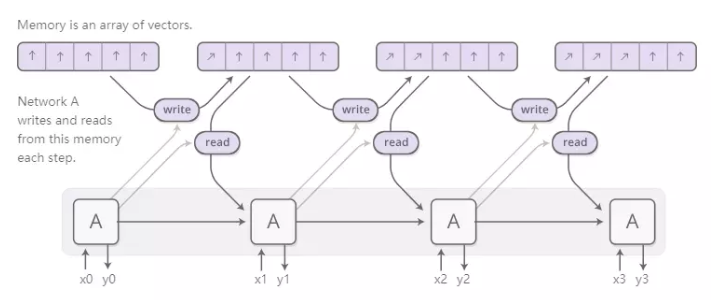 Memory is an array of vectors.
Network A
writes and reads
from this memory
each step.
write
write
write
read
read
read
A
A
A
A
x0 y0
x1 y1
x2 y2
x3 y3